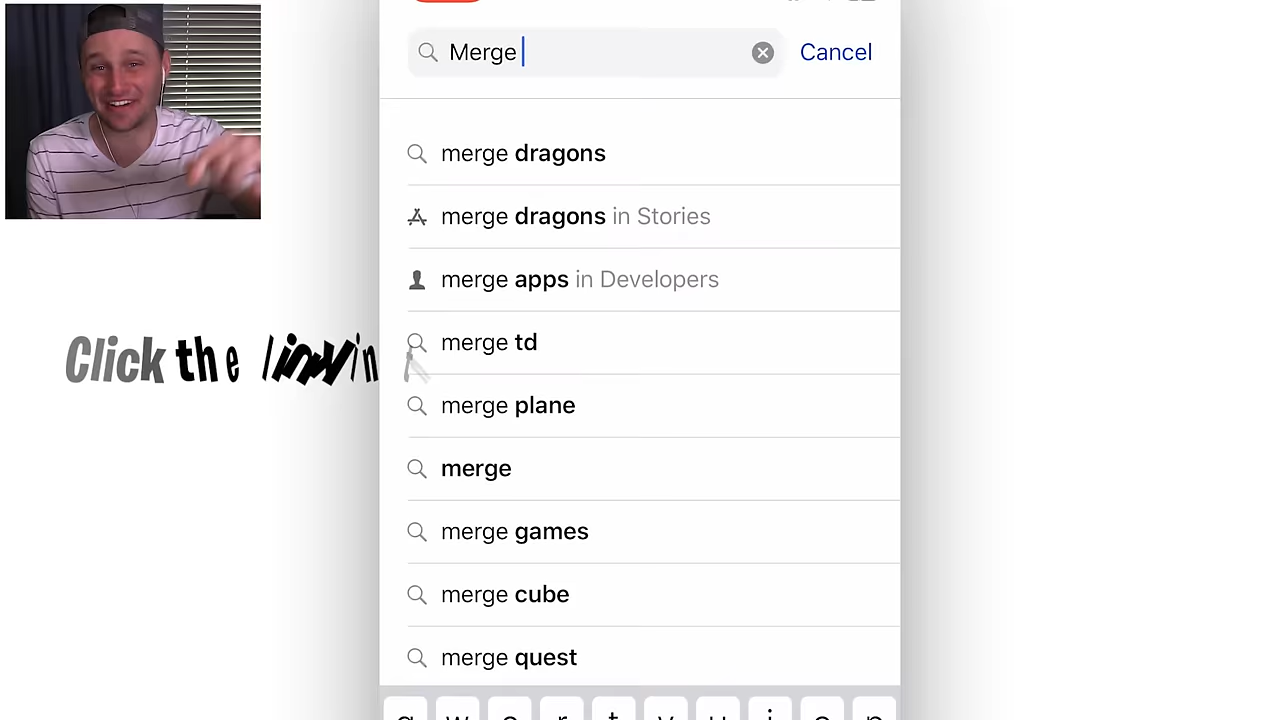 Merge
Cancel
merge dragons
merge dragons in Stories
merge apps in Developers
Click the
merge td
merge plane
merge
merge games
merge cube
merge quest